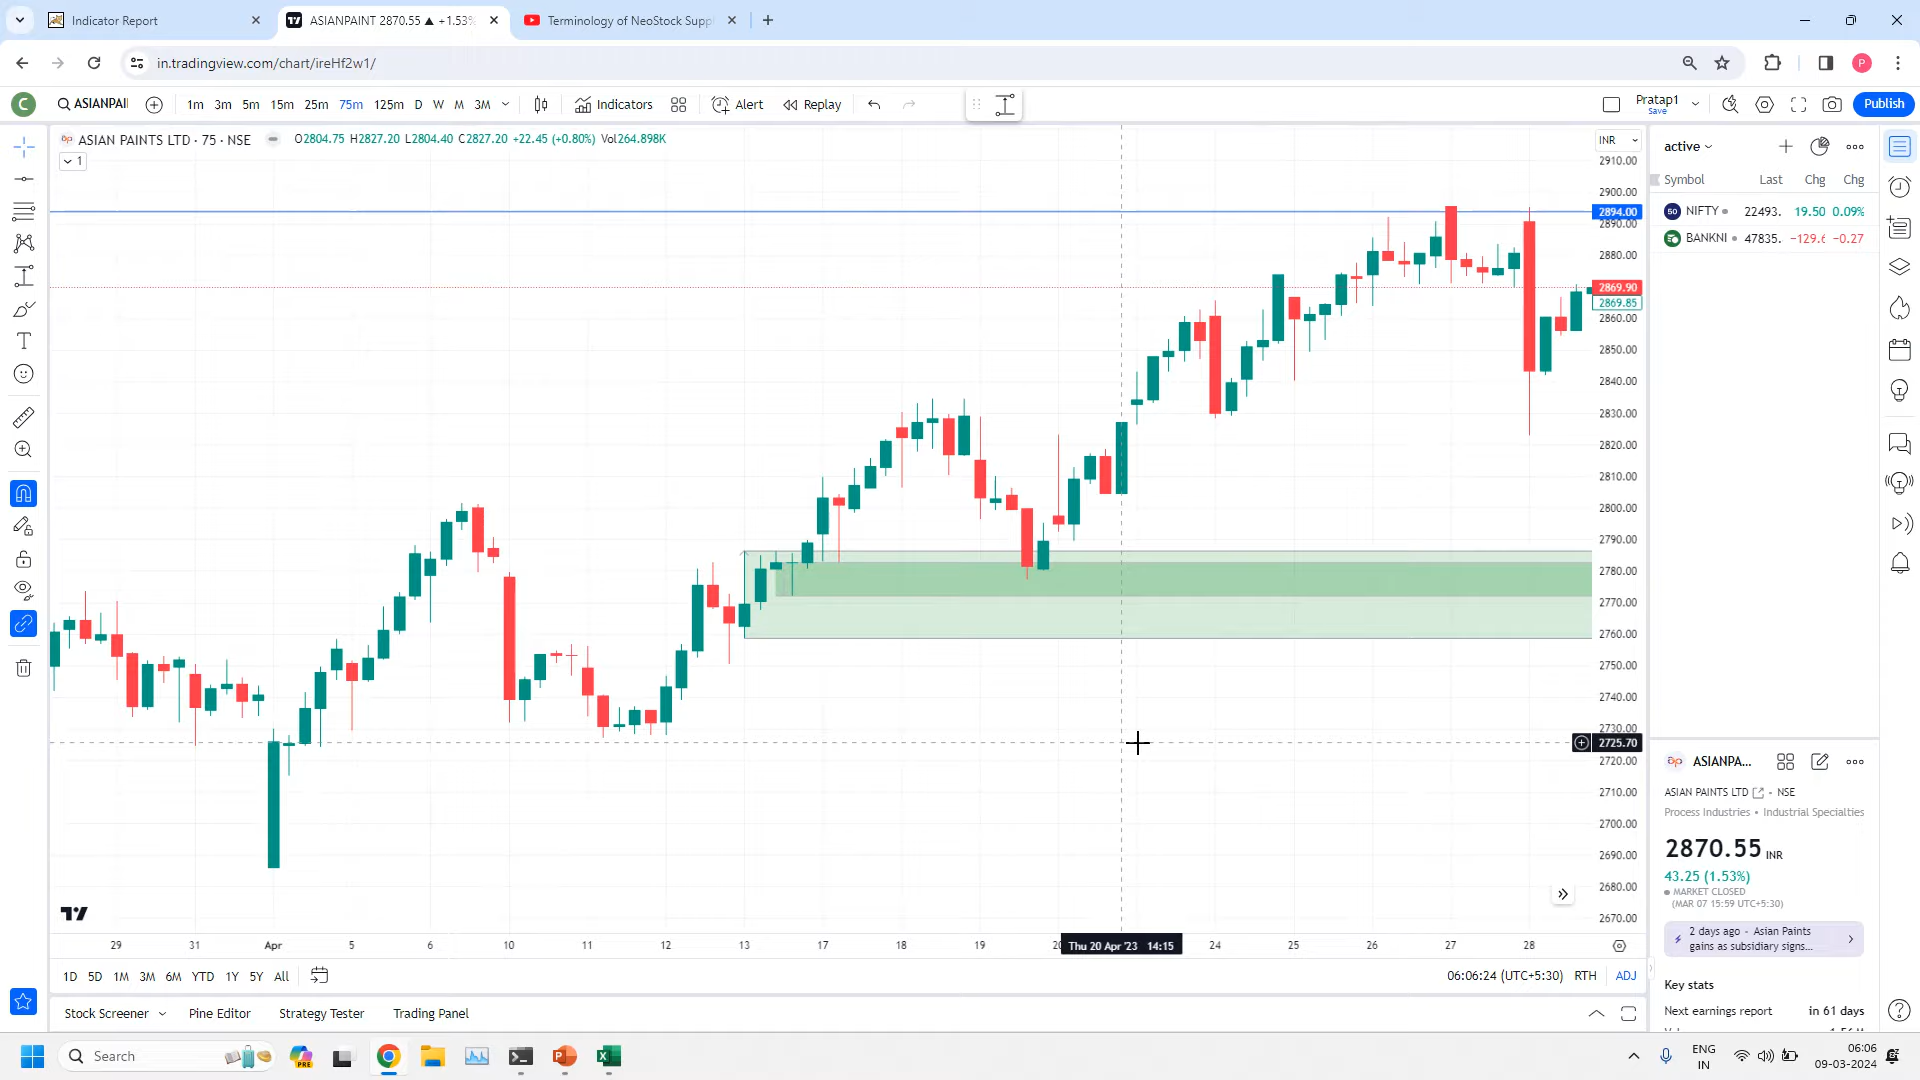 Indicator Report
ASIANPAINT 2870.55 ▲ +1.53%
Terminology of NeoStock Supp
in.tradingview.com/chart/ireHf2w1/
P
C
ASIANPAI
1m 3m 5m 15m 25m 75m 125m D W M 3M
Indicators
Alert
Replay
Pratap1
Save
Publish
ASIAN PAINTS LTD · 75 · NSE
O2804.75 H2827.20 L2804.40 C2827.20 +22.45 (+0.80%) Vol264.898K
1
INR
2910.00
2900.00
2894.00
2890.00
2880.00
2869.90
2869.85
2860.00
2850.00
2840.00
2830.00
2820.00
2810.00
2800.00
2790.00
2780.00
2770.00
2760.00
2750.00
2740.00
2730.00
2725.70
2720.00
2710.00
2700.00
2690.00
2680.00
2670.00
29 31 Apr 5 6 10 11 12 13 17 18 19 Thu 20 Apr '23 14:15 24 25 26 27 28
1D 5D 1M 3M 6M YTD 1Y 5Y All
06:06:24 (UTC+5:30) RTH ADJ
Stock Screener
Pine Editor
Strategy Tester
Trading Panel
active
Symbol Last Chg Chg
50 NIFTY 22493. 19.50 0.09%
BANKNI 47835. −129.6 −0.27
ASIANPA...
ASIAN PAINTS LTD - NSE
Process Industries • Industrial Specialties
2870.55 INR
43.25 (1.53%)
MARKET CLOSED
(MAR 07 15:59 UTC+5:30)
2 days ago - Asian Paints
gains as subsidiary signs...
Key stats
Next earnings report in 61 days
Search
PRE
ENG
IN
06:06
09-03-2024